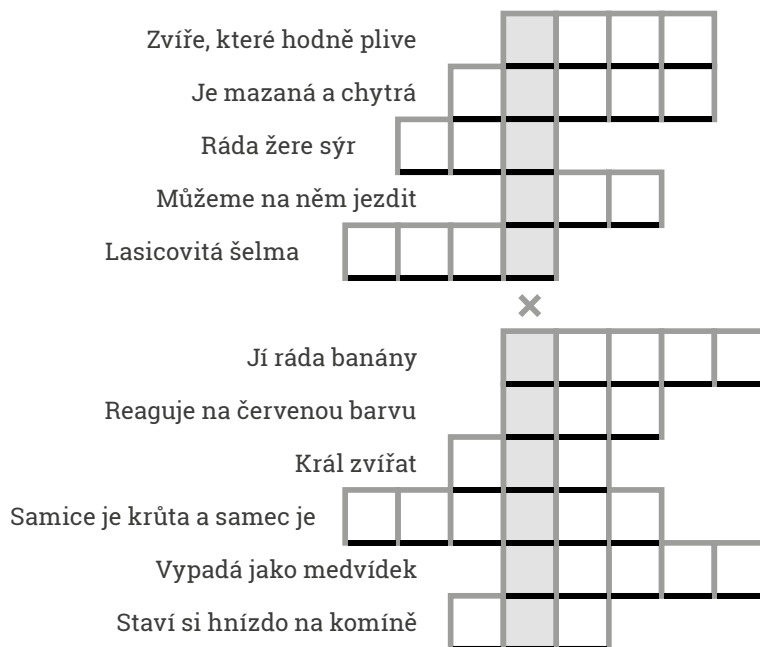 Zvíře, které hodně plive
Je mazaná a chytrá
Ráda žere sýr
Můžeme na něm jezdit
Lasicovitá šelma
Jí ráda banány
Reaguje na červenou barvu
Král zvířat
Samice je krůta a samec je
Vypadá jako medvídek
Staví si hnízdo na komíně